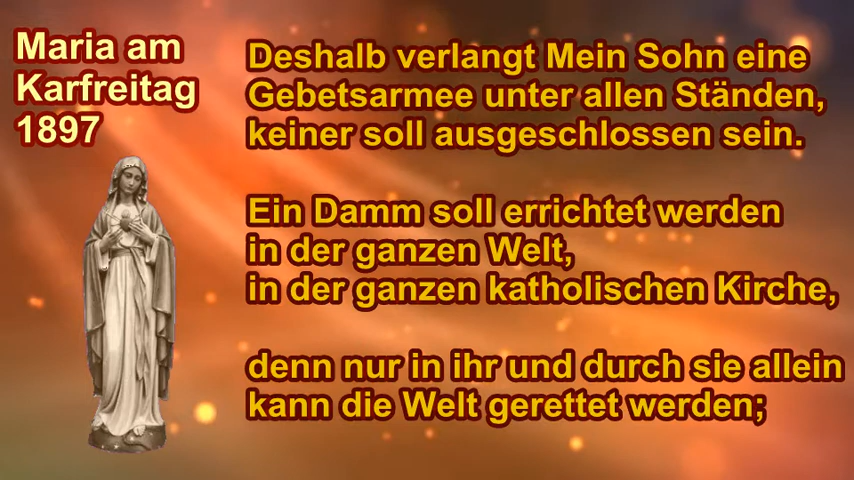 Maria am
Karfreitag
1897
Deshalb verlangt Mein Sohn eine
Gebetsarmee unter allen Ständen,
keiner soll ausgeschlossen sein.
Ein Damm soll errichtet werden
in der ganzen Welt,
in der ganzen katholischen Kirche,
denn nur in ihr und durch sie allein
kann die Welt gerettet werden;